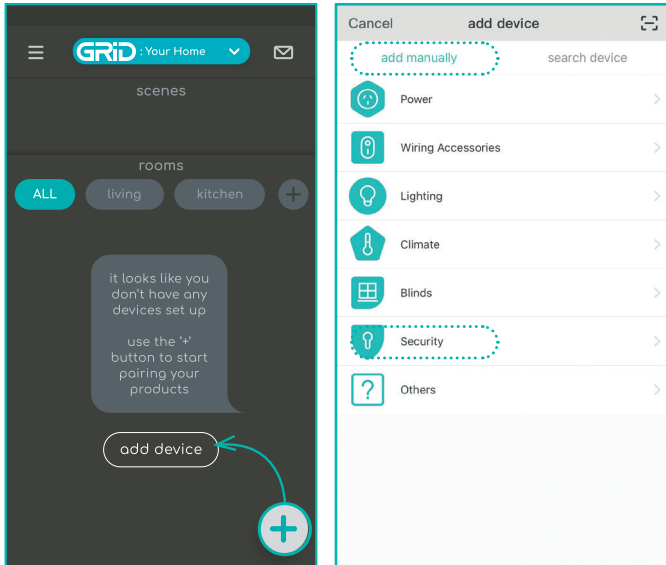 GRID : Your Home
scenes
rooms
ALL living kitchen +
it looks like you
don't have any
devices set up
use the '+'
button to start
pairing your
products
add device
+
Cancel add device
add manually search device
Power
Wiring Accessories
Lighting
Climate
Blinds
Security
? Others